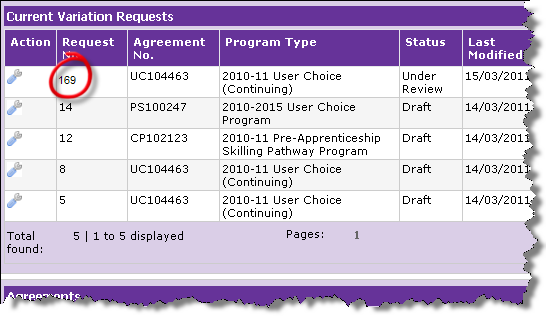 Current Variation Requests
Action Request No. Agreement No. Program Type Status Last Modified
169 UC104463 2010-11 User Choice (Continuing) Under Review 15/03/2011
14 PS100247 2010-2015 User Choice Program Draft 14/03/2011
12 CP102123 2010-11 Pre-Apprenticeship Skilling Pathway Program Draft 14/03/2011
8 UC104463 2010-11 User Choice (Continuing) Draft 14/03/2011
5 UC104463 2010-11 User Choice (Continuing) Draft 14/03/2011
Total found: 5 | 1 to 5 displayed Pages: 1
Agreements